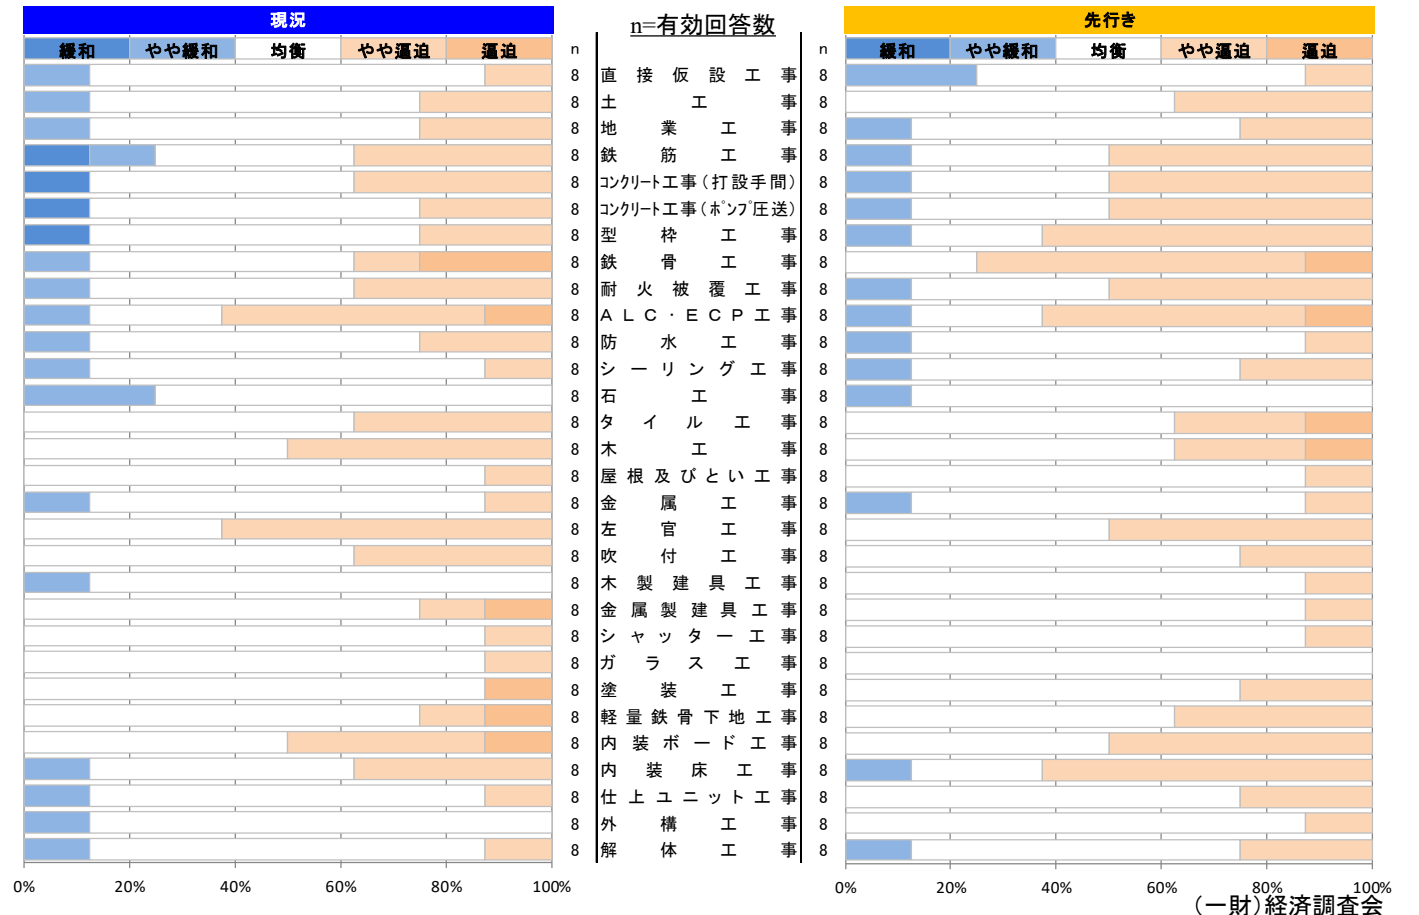 現況 n=有効回答数 先行き
緩和 やや緩和 均衡 やや逼迫 逼迫 n n 緩和 やや緩和 均衡 やや逼迫 逼迫
8 直接仮設工事 8
8 土工事 8
8 地業工事 8
8 鉄筋工事 8
8 ｺﾝｸﾘｰﾄ工事(打設手間) 8
8 ｺﾝｸﾘｰﾄ工事(ﾎﾟﾝﾌﾟ圧送) 8
8 型枠工事 8
8 鉄骨工事 8
8 耐火被覆工事 8
8 ＡＬＣ・ＥＣＰ工事 8
8 防水工事 8
8 シーリング工事 8
8 石工事 8
8 タイル工事 8
8 木工事 8
8 屋根及びとい工事 8
8 金属工事 8
8 左官工事 8
8 吹付工事 8
8 木製建具工事 8
8 金属製建具工事 8
8 シャッター工事 8
8 ガラス工事 8
8 塗装工事 8
8 軽量鉄骨下地工事 8
8 内装ボード工事 8
8 内装床工事 8
8 仕上ユニット工事 8
8 外構工事 8
8 解体工事 8
0% 20% 40% 60% 80% 100% 0% 20% 40% 60% 80% 100%
(一財)経済調査会